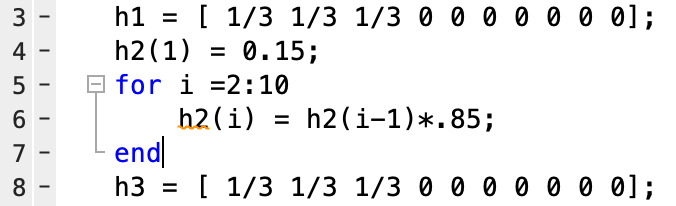 3 - h1 = [ 1/3 1/3 1/3 0 0 0 0 0 0 0];
4 - h2(1) = 0.15;
5 - for i =2:10
6 - h2(i) = h2(i-1)*.85;
7 - end
8 - h3 = [ 1/3 1/3 1/3 0 0 0 0 0 0 0];